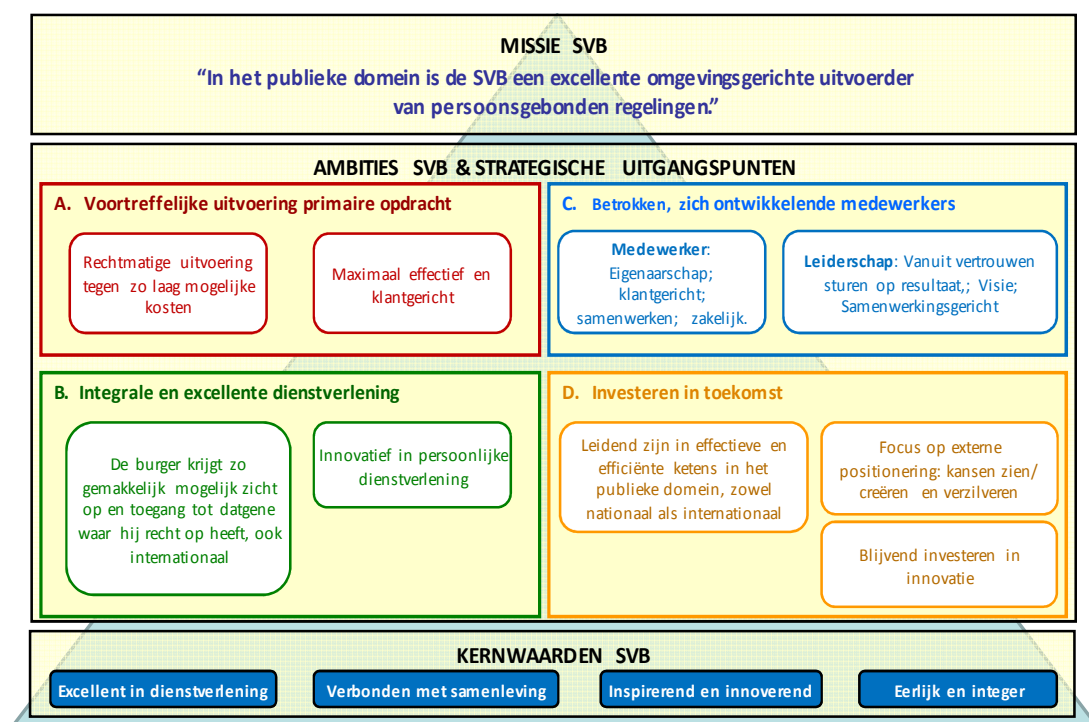 MISSIE SVB
“In het publieke domein is de SVB een excellente omgevingsgerichte uitvoerder
van persoonsgebonden regelingen.”
AMBITIES SVB & STRATEGISCHE UITGANGSPUNTEN
A. Voortreffelijke uitvoering primaire opdracht
Rechtmatige uitvoering
tegen zo laag mogelijke
kosten
Maximaal effectief en
klantgericht
C. Betrokken, zich ontwikkelende medewerkers
Medewerker:
Eigenaarschap;
klantgericht;
samenwerken; zakelijk.
Leiderschap: Vanuit vertrouwen
sturen op resultaat,; Visie;
Samenwerkingsgericht
B. Integrale en excellente dienstverlening
De burger krijgt zo
gemakkelijk mogelijk zicht
op en toegang tot datgene
waar hij recht op heeft, ook
internationaal
Innovatief in persoonlijke
dienstverlening
D. Investeren in toekomst
Leidend zijn in effectieve en
efficiënte ketens in het
publieke domein, zowel
nationaal als internationaal
Focus op externe
positionering: kansen zien/
creëren en verzilveren
Blijvend investeren in
innovatie
KERNWAARDEN SVB
Excellent in dienstverlening
Verbonden met samenleving
Inspirerend en innoverend
Eerlijk en integer